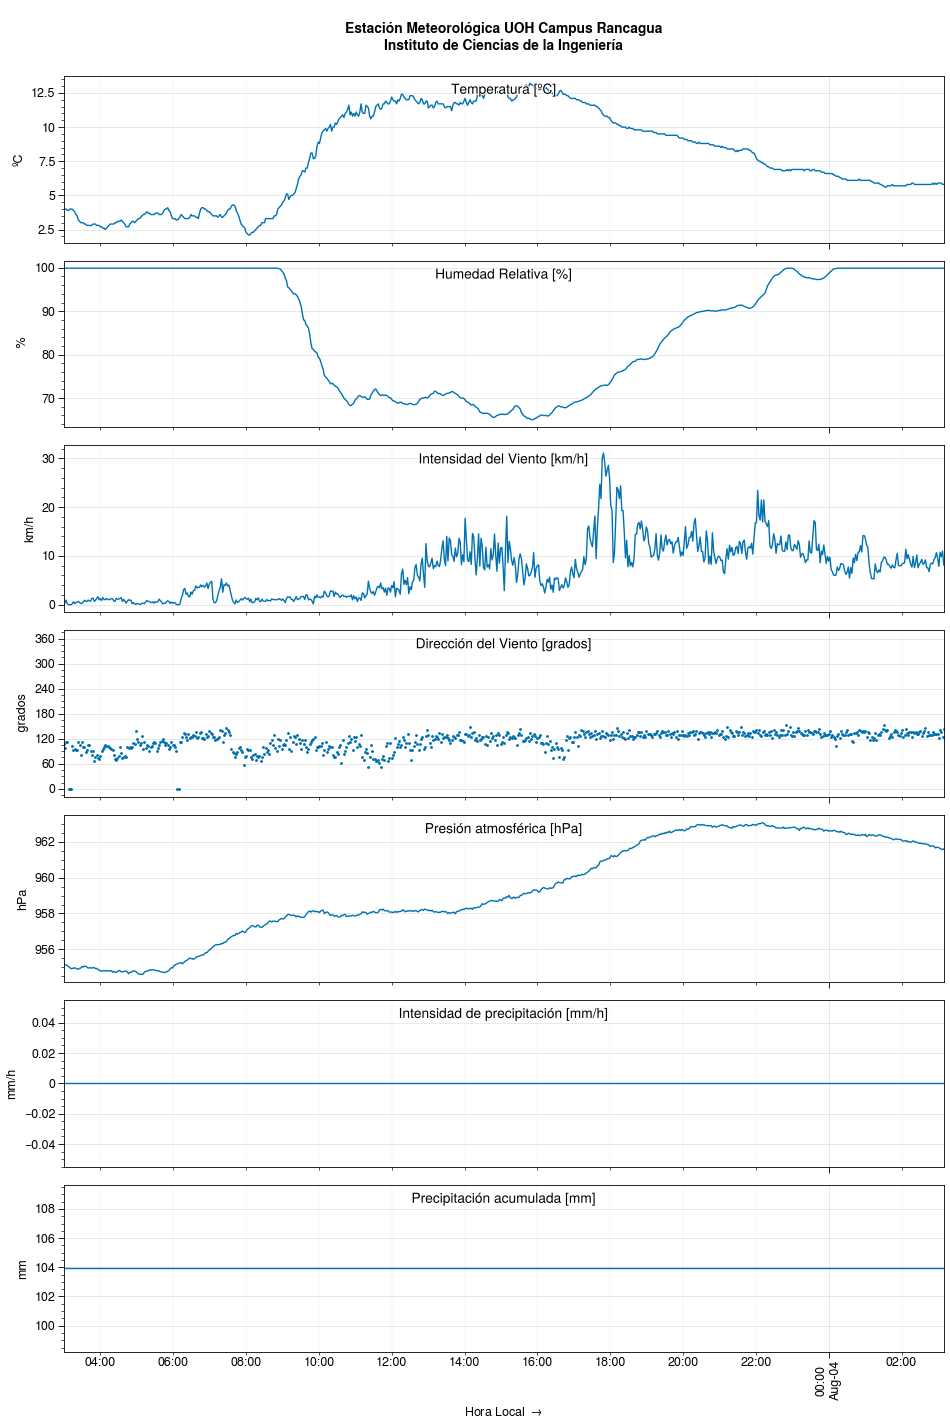 Estación Meteorológica UOH Campus Rancagua
Instituto de Ciencias de la Ingeniería
Temperatura [ºC]
ºC
12.5
10
7.5
5
2.5
Humedad Relativa [%]
%
100
90
80
70
Intensidad del Viento [km/h]
km/h
30
20
10
0
Dirección del Viento [grados]
grados
360
300
240
180
120
60
0
Presión atmosférica [hPa]
hPa
962
960
958
956
Intensidad de precipitación [mm/h]
mm/h
0.04
0.02
0
−0.02
−0.04
Precipitación acumulada [mm]
mm
108
106
104
102
100
04:00 06:00 08:00 10:00 12:00 14:00 16:00 18:00 20:00 22:00 00:00 02:00
Aug-04
Hora Local →